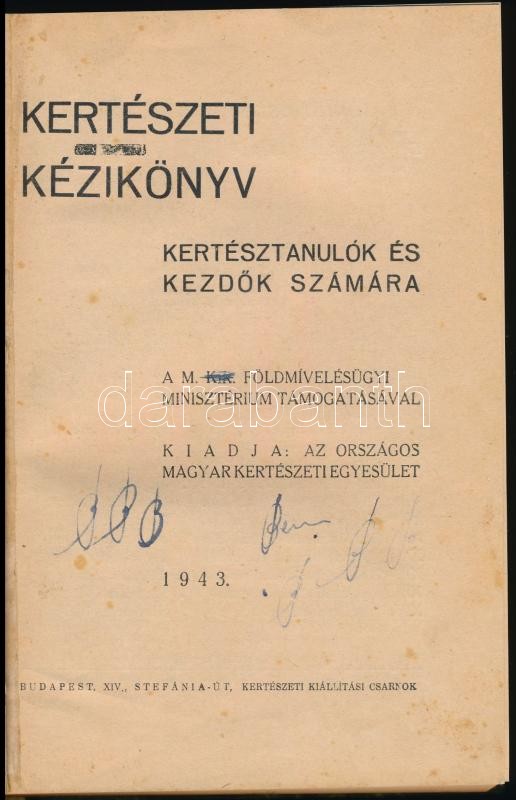 KERTÉSZETI
KÉZIKÖNYV
KERTÉSZTANULÓK ÉS
KEZDŐK SZÁMÁRA
A M. K.K. FÖLDMÍVELÉSÜGYI
MINISZTÉRIUM TÁMOGATÁSÁVAL
darabanth
KIADJA: AZ ORSZÁGOS
MAGYAR KERTÉSZETI EGYESÜLET
1943.
BUDAPEST, XIV., STEFÁNIA-ÚT, KERTÉSZETI KIÁLLÍTÁSI CSARNOK